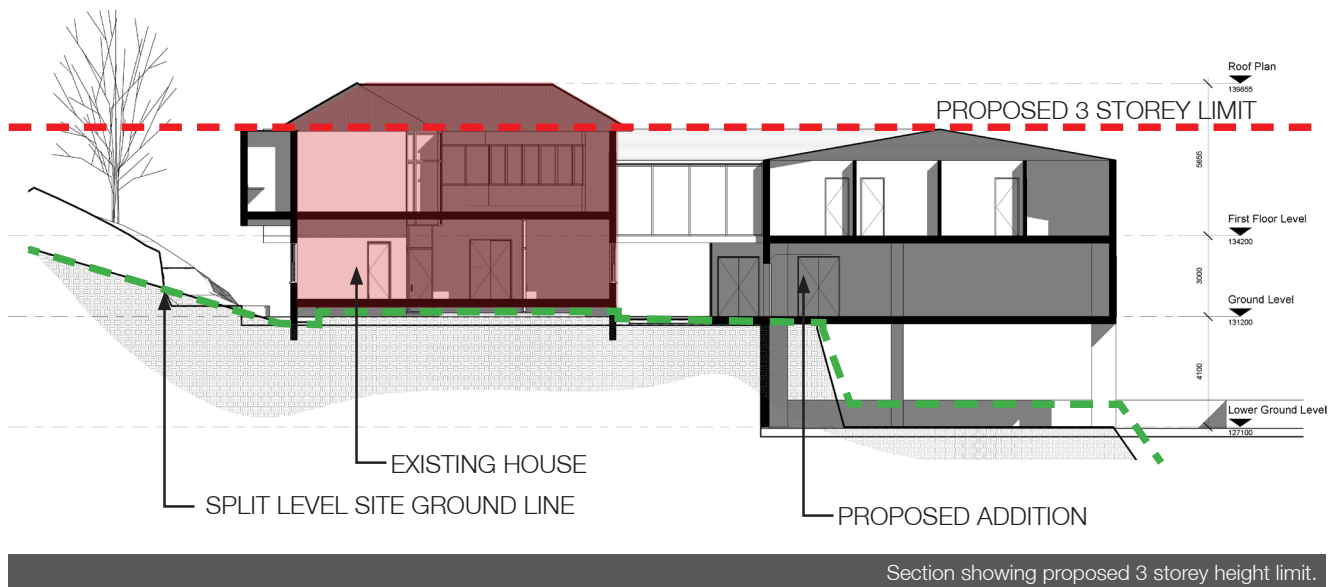 Roof Plan
139855
PROPOSED 3 STOREY LIMIT
5655
First Floor Level
134200
3000
Ground Level
131200
4100
Lower Ground Level
127100
EXISTING HOUSE
SPLIT LEVEL SITE GROUND LINE
PROPOSED ADDITION
Section showing proposed 3 storey height limit.